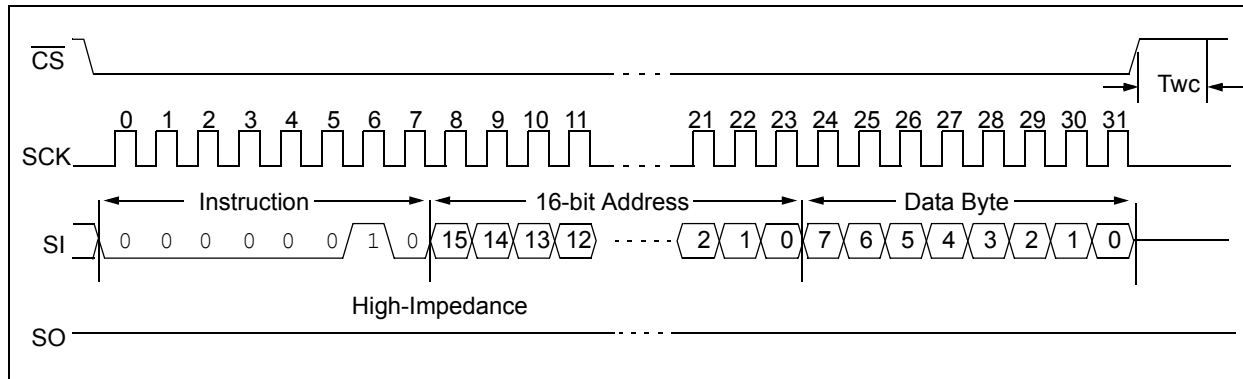 CS
Twc
0 1 2 3 4 5 6 7 8 9 10 11 21 22 23 24 25 26 27 28 29 30 31
SCK
Instruction 16-bit Address Data Byte
SI 0 0 0 0 0 0 1 0 15 14 13 12 2 1 0 7 6 5 4 3 2 1 0
High-Impedance
SO